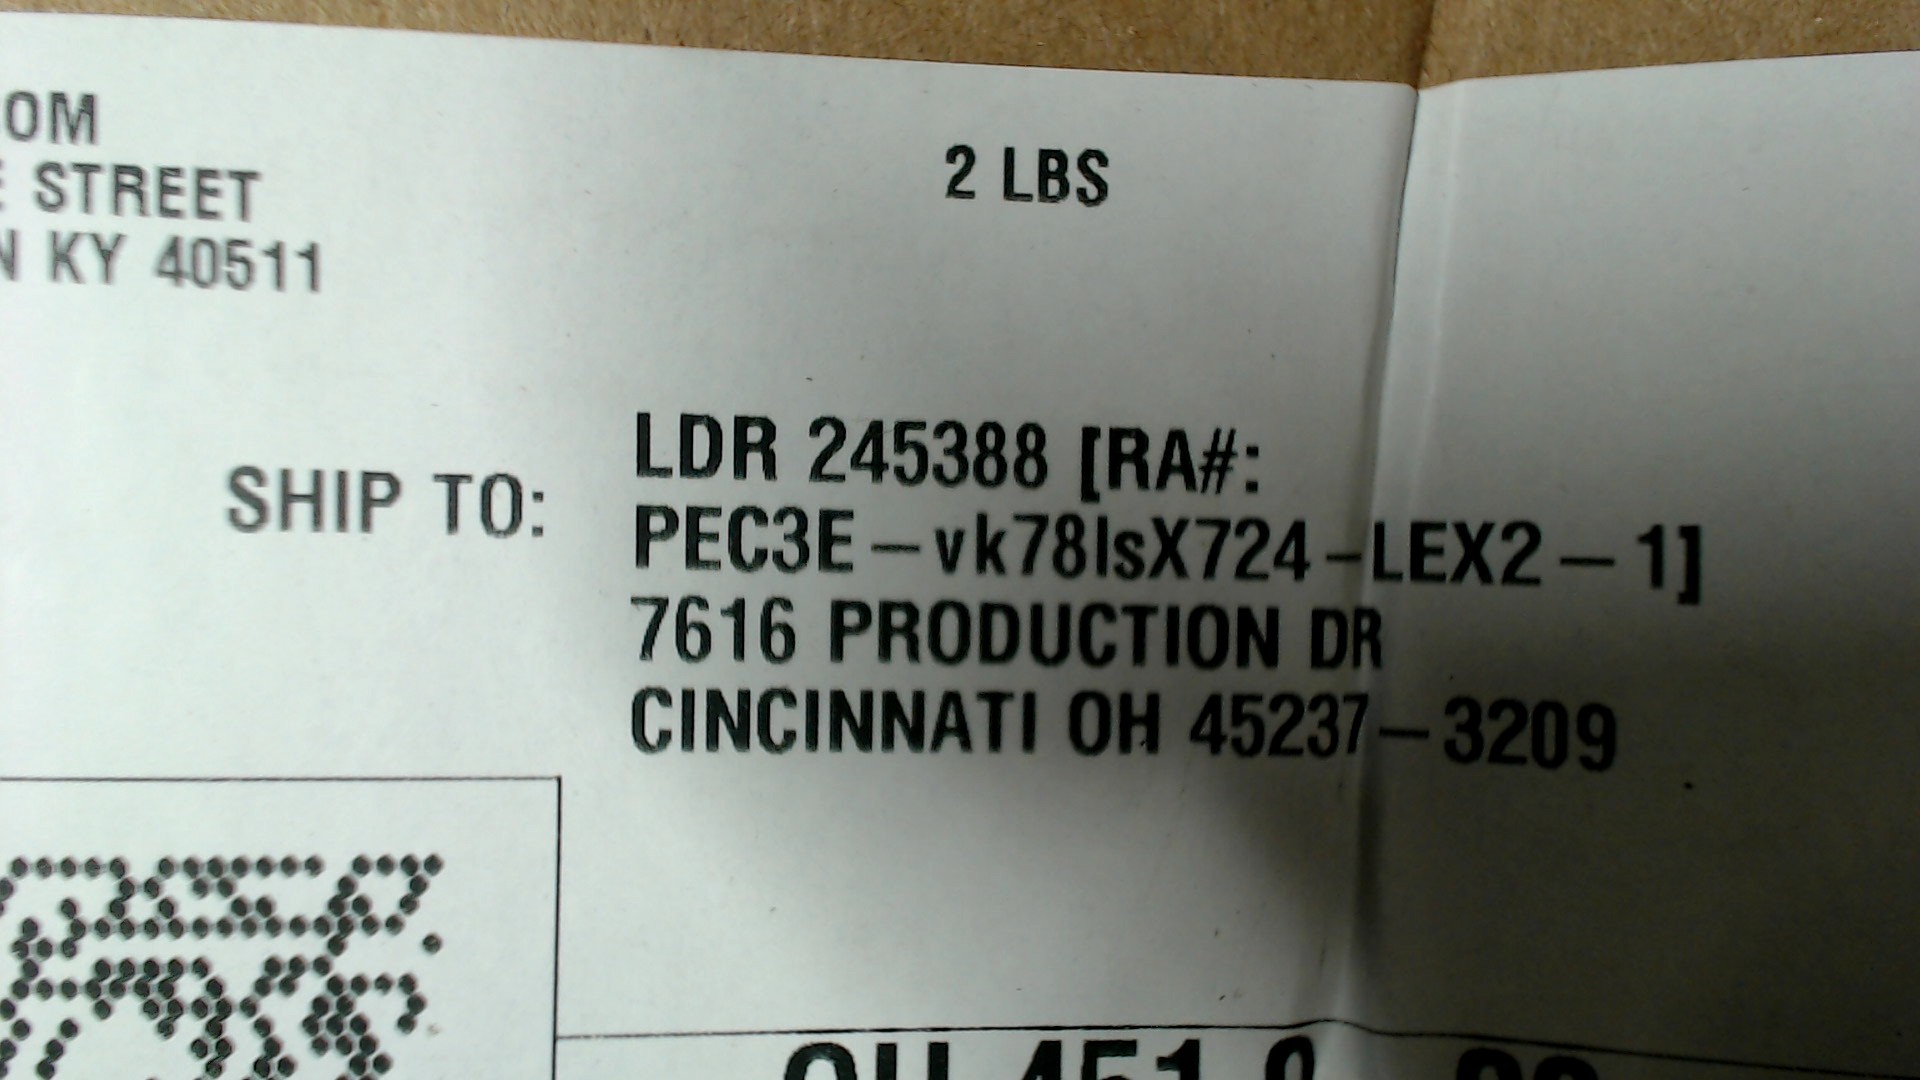 OM
STREET
N KY 40511
2 LBS
SHIP TO:
LDR 245388 [RA#:
PEC3E-vk78lsX724-LEX2-1]
7616 PRODUCTION DR
CINCINNATI OH 45237-3209